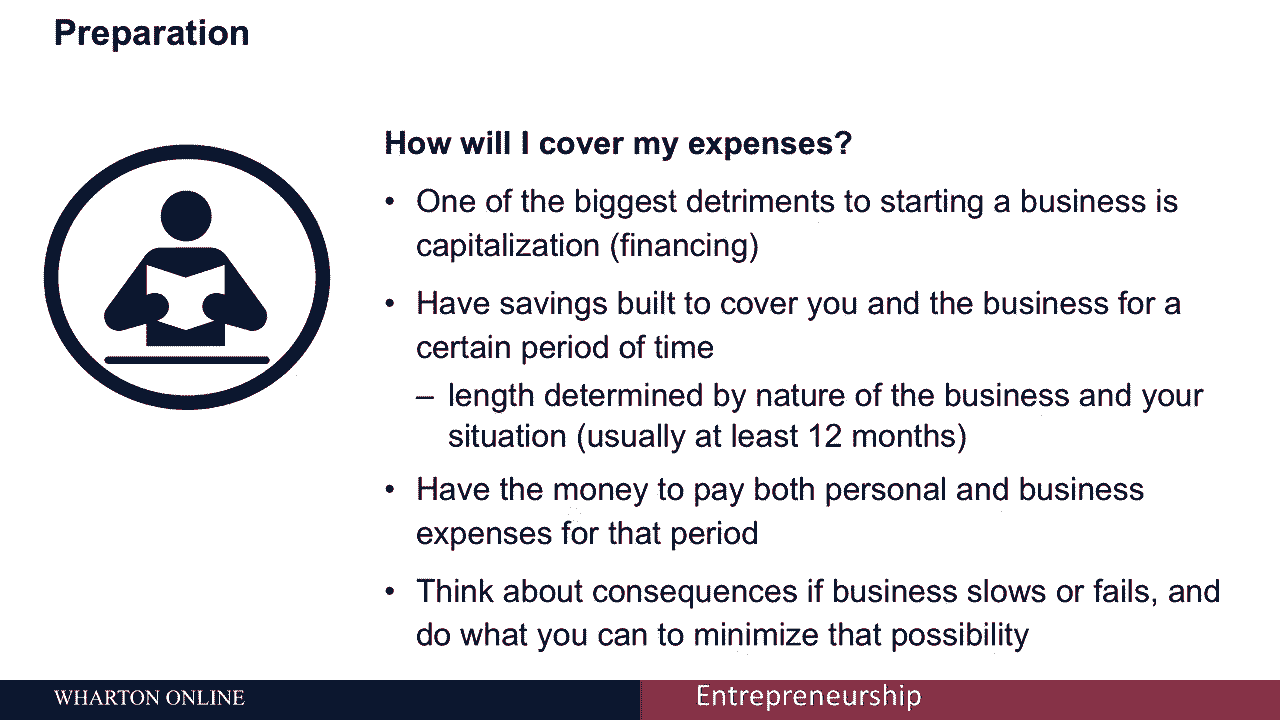 Preparation
How will I cover my expenses?
• One of the biggest detriments to starting a business is
capitalization (financing)
• Have savings built to cover you and the business for a
certain period of time
– length determined by nature of the business and your
situation (usually at least 12 months)
• Have the money to pay both personal and business
expenses for that period
• Think about consequences if business slows or fails, and
do what you can to minimize that possibility
WHARTON ONLINE
Entrepreneurship